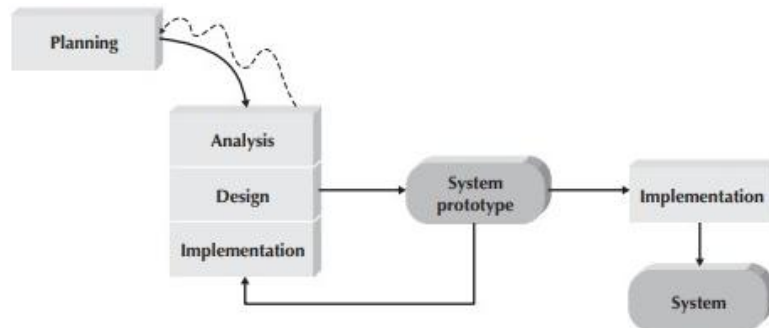 Planning
Analysis
Design
Implementation
System
prototype
Implementation
System